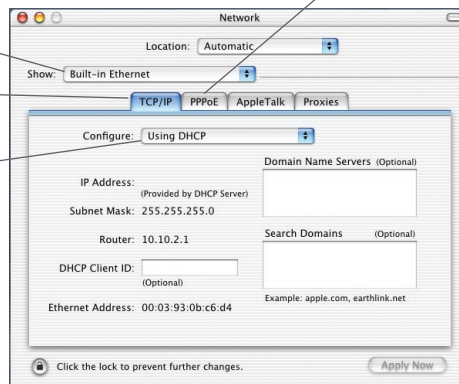 Network
Location: Automatic
Show: Built-in Ethernet
TCP/IP PPPoE AppleTalk Proxies
Configure: Using DHCP
Domain Name Servers (Optional)
IP Address:
(Provided by DHCP Server)
Subnet Mask: 255.255.255.0
Router: 10.10.2.1
Search Domains (Optional)
DHCP Client ID:
(Optional)
Example: apple.com, earthlink.net
Ethernet Address: 00:03:93:0b:c6:d4
Click the lock to prevent further changes.
Apply Now